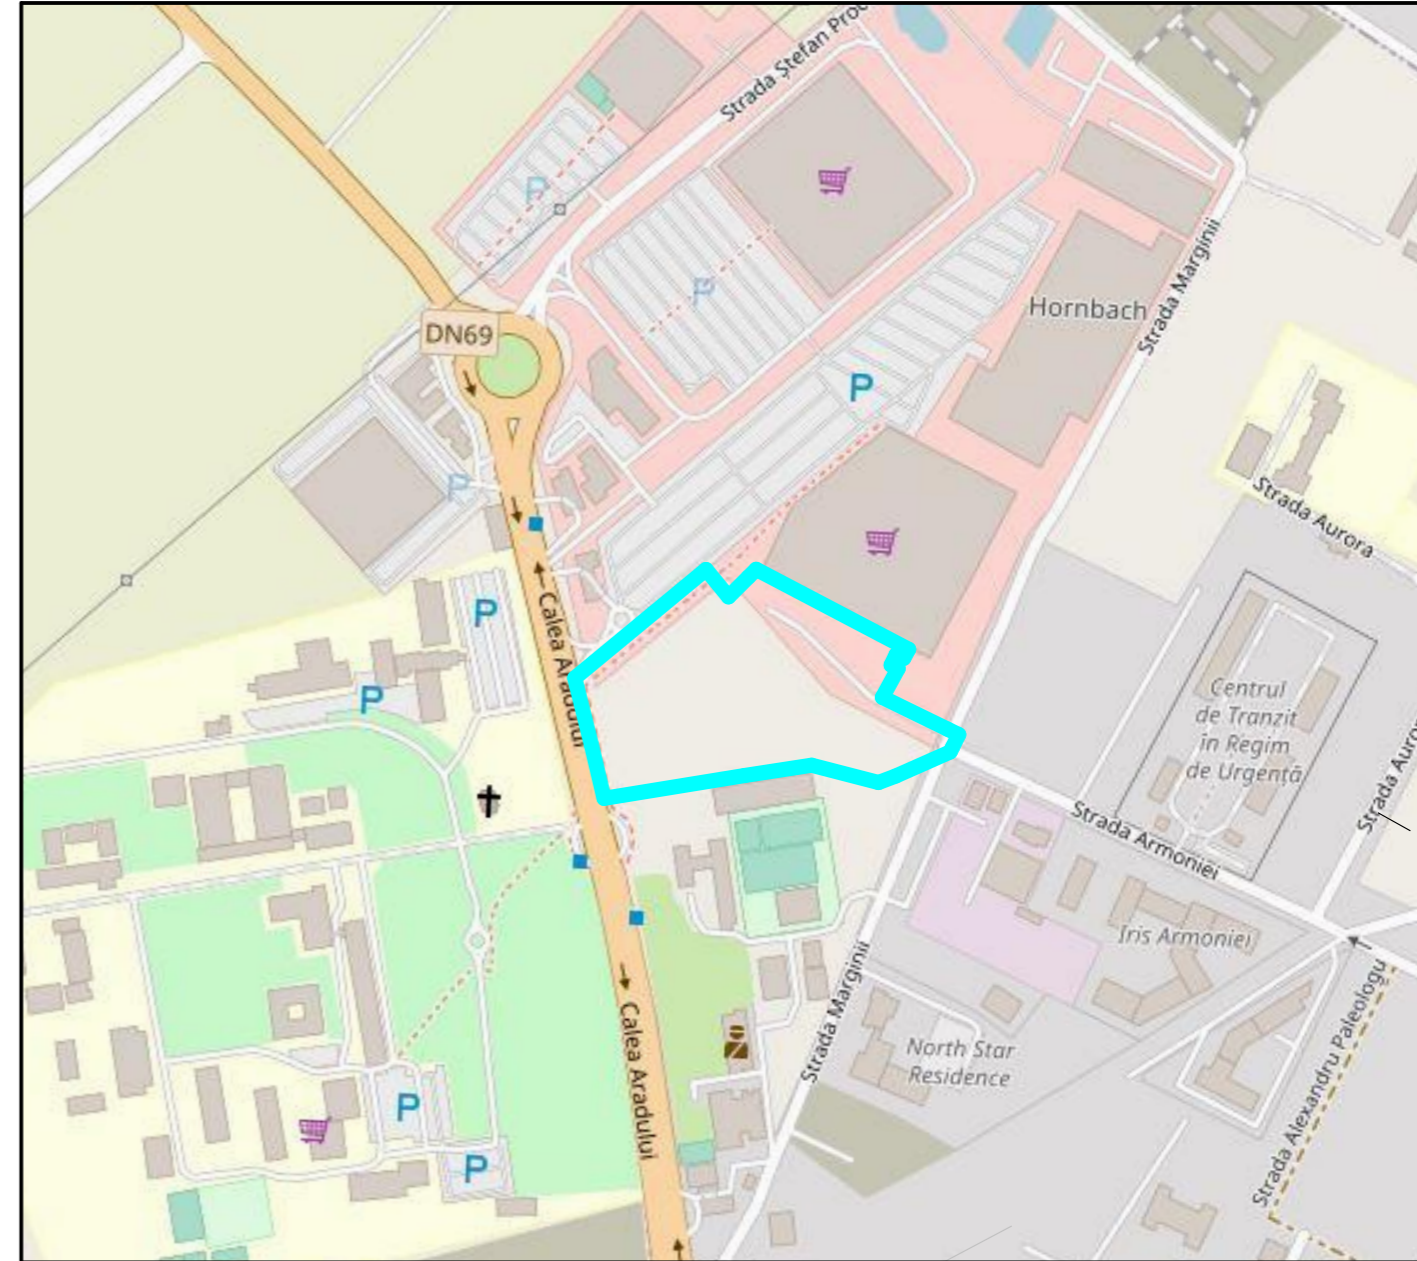 Strada Ștefan Proc
P
DN69
P
Hornbach
Strada Marginii
P
P
Strada Aurora
P
Calea Aradului
P
Centrul
de Tranzit
în Regim
de Urgență
Strada Auror
Strada Armoniei
Iris Armoniei
Strada Marginii
Calea Aradului
North Star
Residence
Strada Alexandru Paleologu
P
P